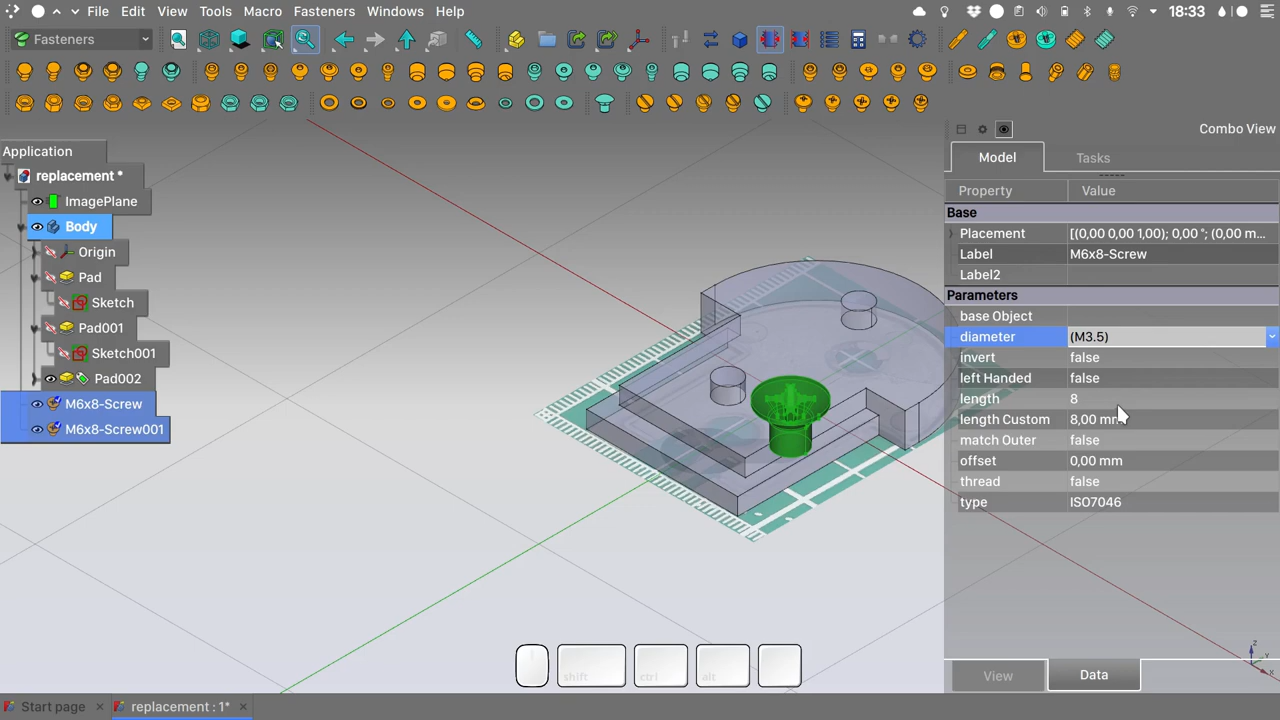 File Edit View Tools Macro Fasteners Windows Help
18:33
Fasteners
Application
replacement *
ImagePlane
Body
Origin
Pad
Sketch
Pad001
Sketch001
Pad002
M6x8-Screw
M6x8-Screw001
Combo View
Model Tasks
Property Value
Base
Placement [(0,00 0,00 1,00); 0,00 °; (0,00 m...
Label M6x8-Screw
Label2
Parameters
base Object
diameter (M3.5)
invert false
left Handed false
length 8
length Custom 8,00 mm
match Outer false
offset 0,00 mm
thread false
type ISO7046
shift ctrl alt
View Data
Start page replacement : 1*